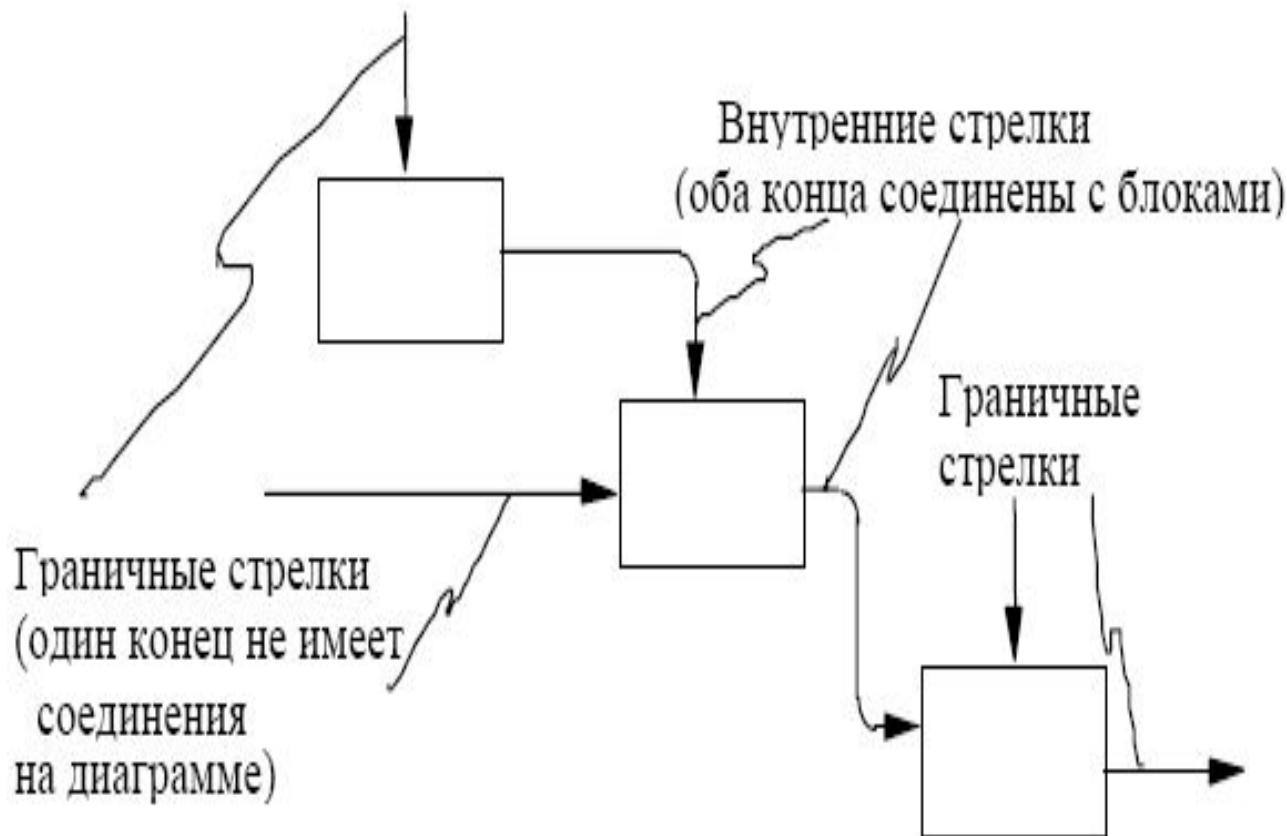 Внутренние стрелки
(оба конца соединены с блоками)
Граничные
стрелки
Граничные стрелки
(один конец не имеет
соединения
на диаграмме)